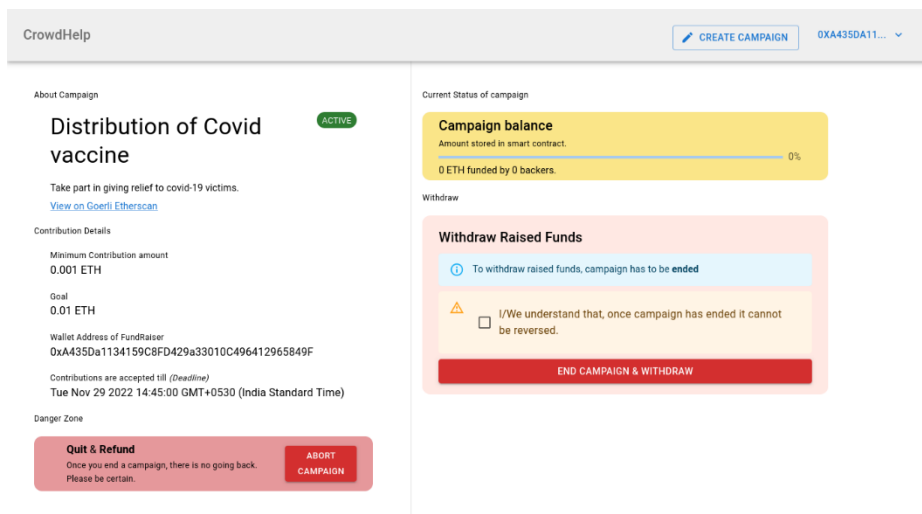 CrowdHelp
CREATE CAMPAIGN
0XA435DA11...
About Campaign
Distribution of Covid
vaccine
ACTIVE
Take part in giving relief to covid-19 victims.
View on Goerli Etherscan
Contribution Details
Minimum Contribution amount
0.001 ETH
Goal
0.01 ETH
Wallet Address of FundRaiser
0xA435Da1134159C8FD429a33010C496412965849F
Contributions are accepted till (Deadline)
Tue Nov 29 2022 14:45:00 GMT+0530 (India Standard Time)
Danger Zone
Quit & Refund
Once you end a campaign, there is no going back.
Please be certain.
ABORT
CAMPAIGN
Current Status of campaign
Campaign balance
Amount stored in smart contract.
0%
0 ETH funded by 0 backers.
Withdraw
Withdraw Raised Funds
To withdraw raised funds, campaign has to be ended
I/We understand that, once campaign has ended it cannot
be reversed.
END CAMPAIGN & WITHDRAW